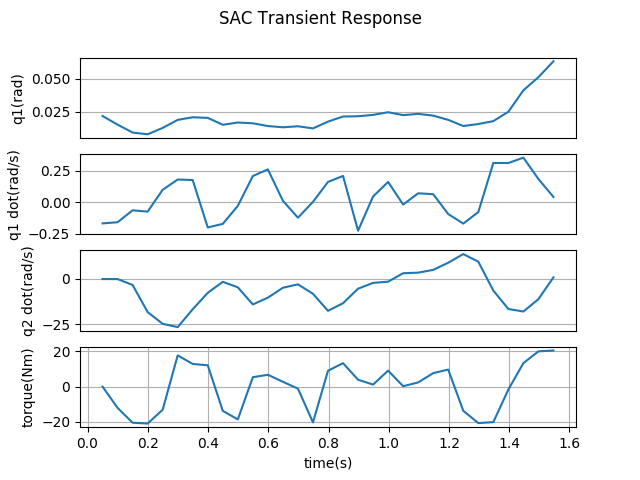 SAC Transient Response
q1(rad)
0.050
0.025
q1 dot(rad/s)
0.25
0.00
−0.25
q2 dot(rad/s)
0
−25
torque(Nm)
20
0
−20
0.0 0.2 0.4 0.6 0.8 1.0 1.2 1.4 1.6
time(s)